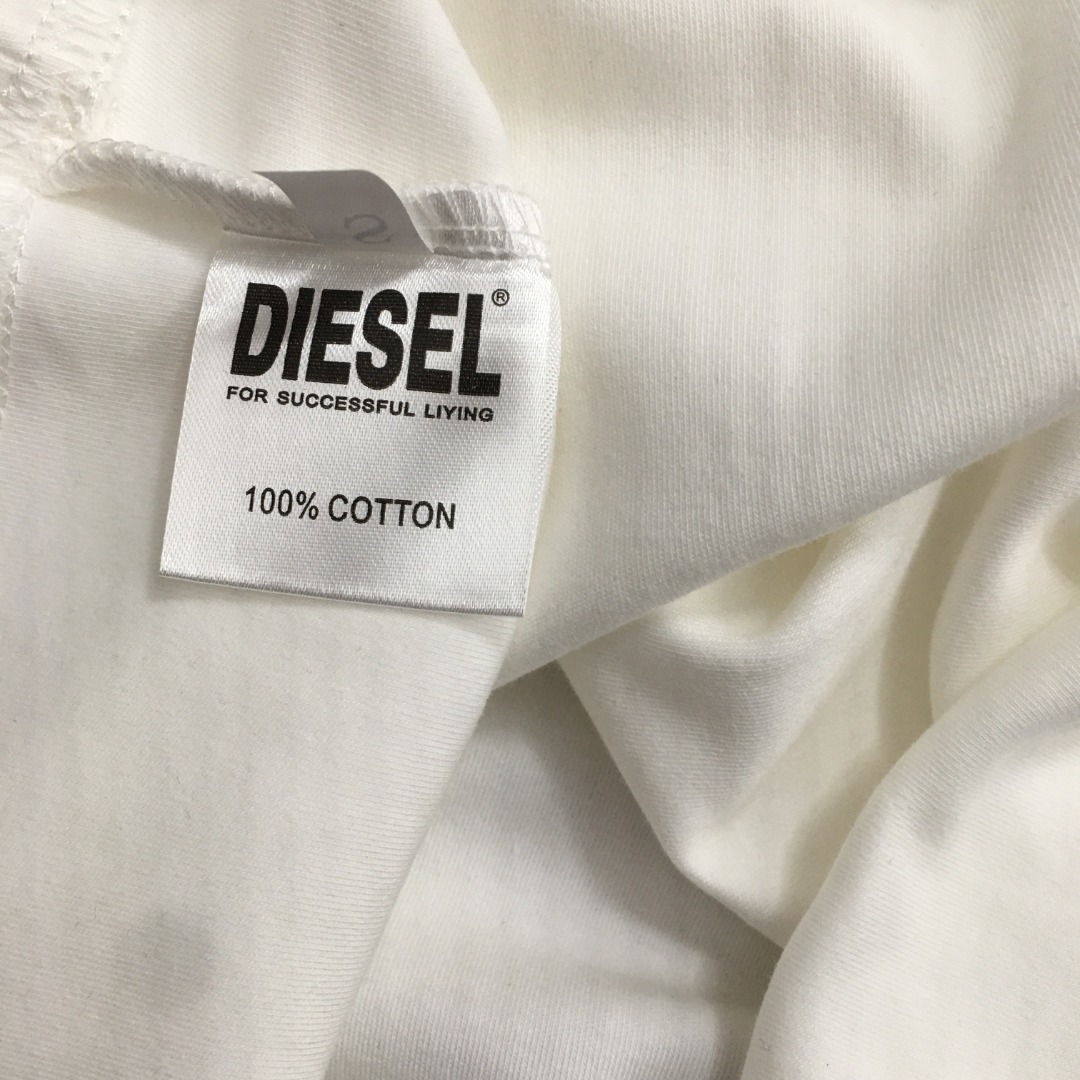 S
DIESEL®
FOR SUCCESSFUL LIYING
100% COTTON